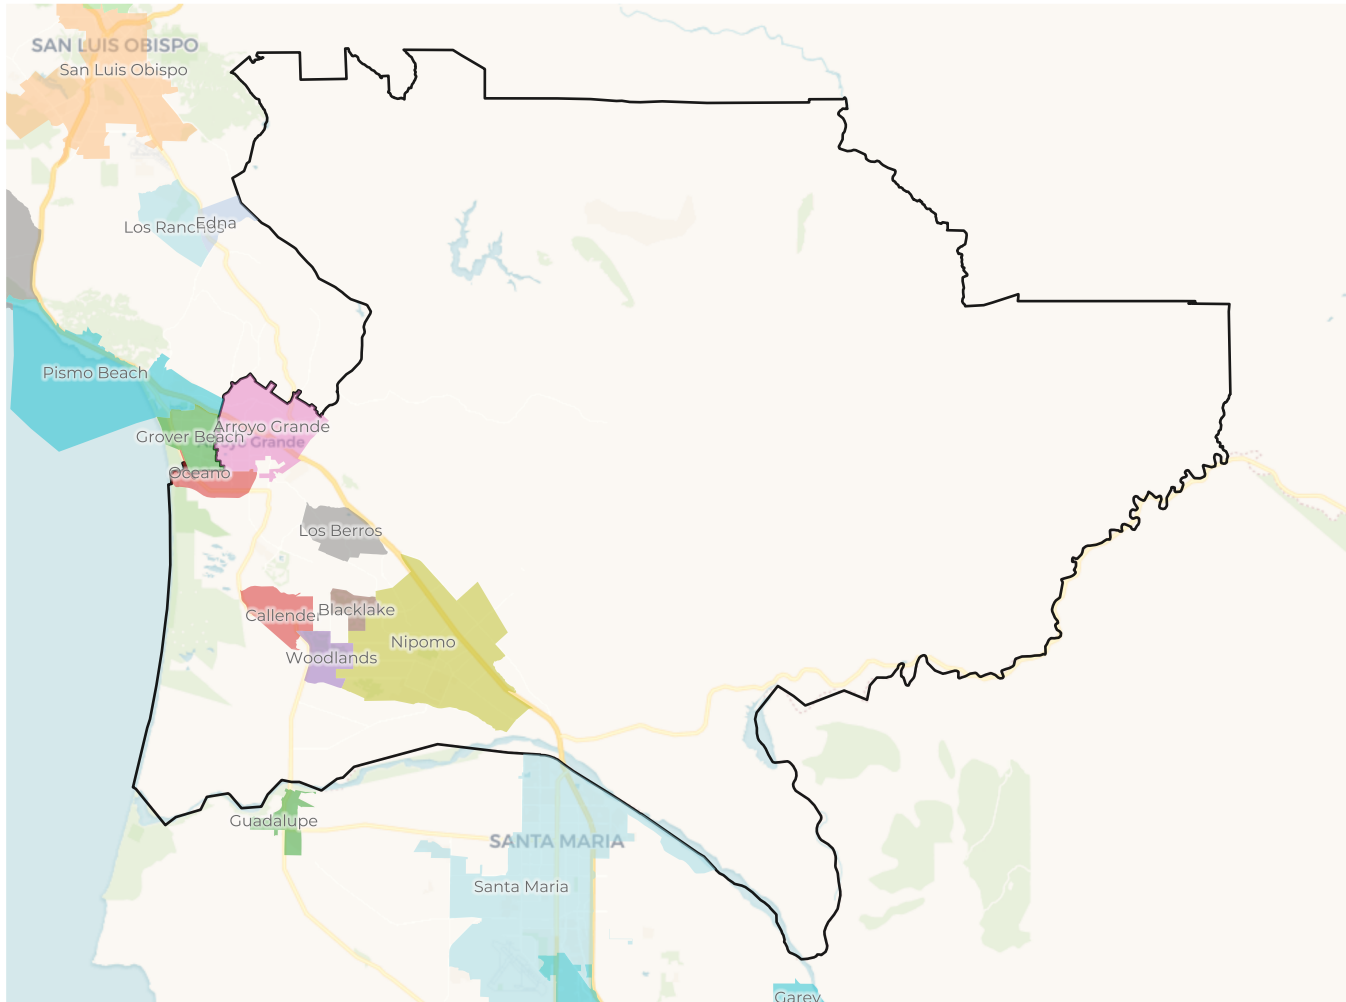 SAN LUIS OBISPO
San Luis Obispo
Los Ranchos
Edna
Pismo Beach
Arroyo Grande
Grover Beach
Arroyo Grande
Oceano
Los Berros
Callender
Blacklake
Nipomo
Woodlands
Guadalupe
SANTA MARIA
Santa Maria
Garey